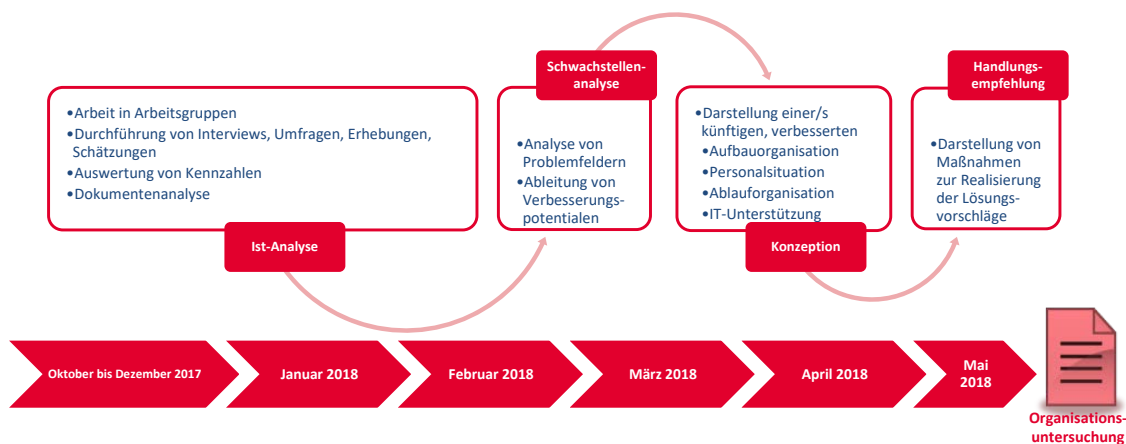 •Arbeit in Arbeitsgruppen
•Durchführung von Interviews, Umfragen, Erhebungen,
Schätzungen
•Auswertung von Kennzahlen
•Dokumentenanalyse
Ist-Analyse
Schwachstellen-
analyse
•Analyse von
Problemfeldern
•Ableitung von
Verbesserungs-
potentialen
•Darstellung einer/s
künftigen, verbesserten
•Aufbauorganisation
•Personalsituation
•Ablauforganisation
•IT-Unterstützung
Konzeption
Handlungs-
empfehlung
•Darstellung von
Maßnahmen
zur Realisierung
der Lösungs-
vorschläge
Oktober bis Dezember 2017
Januar 2018
Februar 2018
März 2018
April 2018
Mai
2018
Organisations-
untersuchung